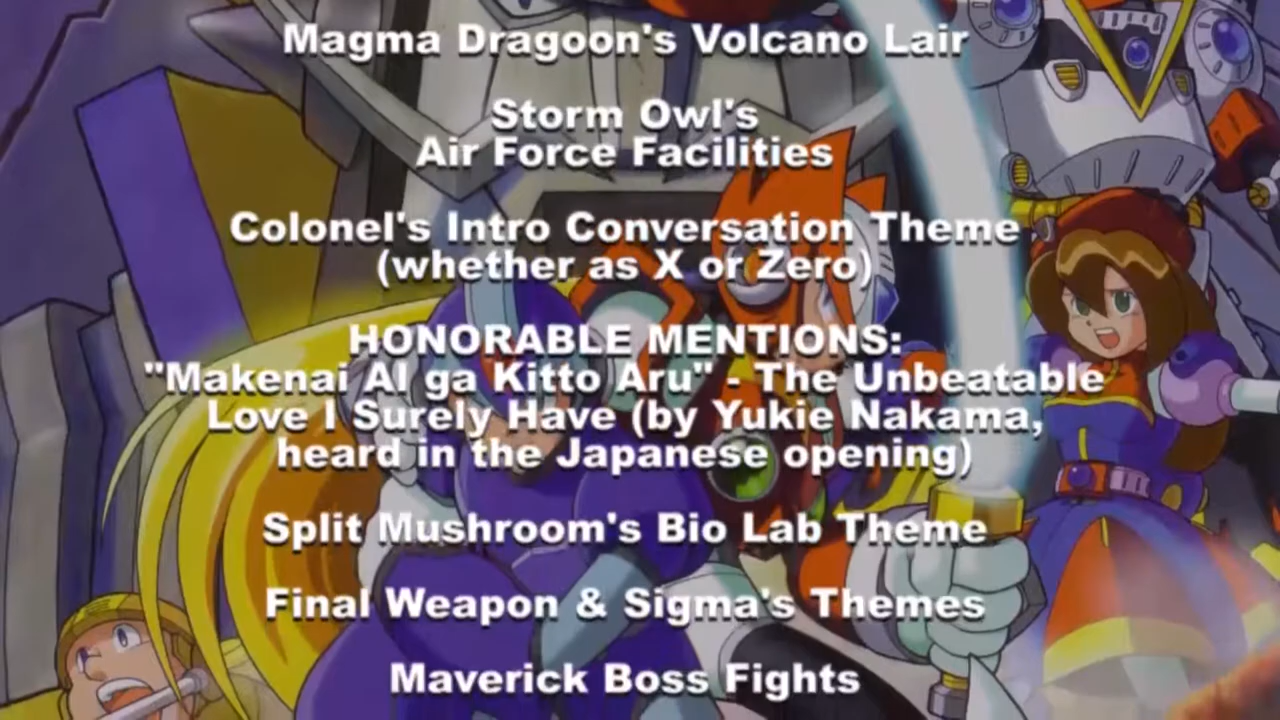 Magma Dragoon's Volcano Lair
Storm Owl's
Air Force Facilities
Colonel's Intro Conversation Theme
(whether as X or Zero)
HONORABLE MENTIONS:
"Makenai AI ga Kitto Aru" - The Unbeatable
Love I Surely Have (by Yukie Nakama,
heard in the Japanese opening)
Split Mushroom's Bio Lab Theme
Final Weapon & Sigma's Themes
Maverick Boss Fights